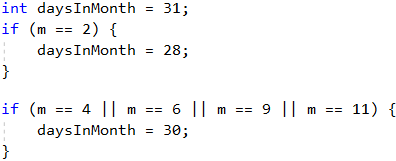 int daysInMonth = 31;
if (m == 2) {
    daysInMonth = 28;
}

if (m == 4 || m == 6 || m == 9 || m == 11) {
    daysInMonth = 30;
}